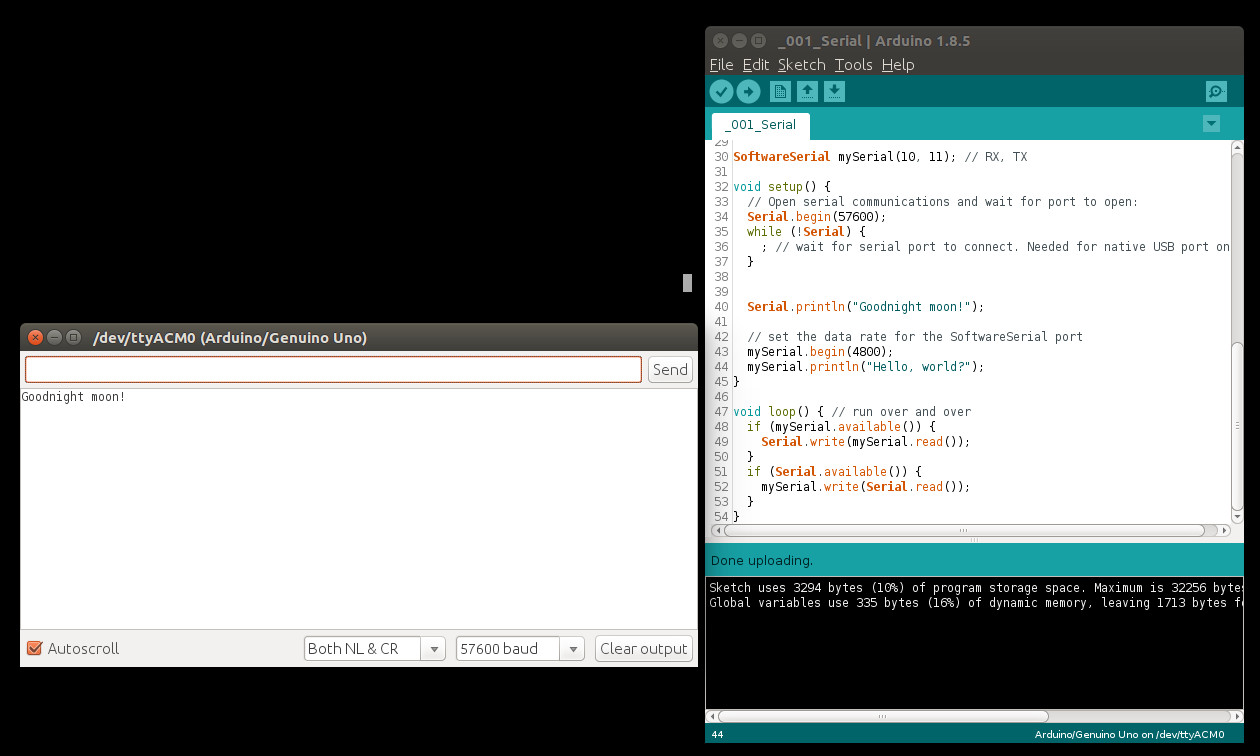 /dev/ttyACM0 (Arduino/Genuino Uno)
Send
Goodnight moon!
Autoscroll
Both NL & CR
57600 baud
Clear output
_001_Serial | Arduino 1.8.5
File Edit Sketch Tools Help
_001_Serial
29
30 SoftwareSerial mySerial(10, 11); // RX, TX
31
32 void setup() {
33 // Open serial communications and wait for port to open:
34 Serial.begin(57600);
35 while (!Serial) {
36 ; // wait for serial port to connect. Needed for native USB port on
37 }
38
39
40 Serial.println("Goodnight moon!");
41
42 // set the data rate for the SoftwareSerial port
43 mySerial.begin(4800);
44 mySerial.println("Hello, world?");
45 }
46
47 void loop() { // run over and over
48 if (mySerial.available()) {
49 Serial.write(mySerial.read());
50 }
51 if (Serial.available()) {
52 mySerial.write(Serial.read());
53 }
54 }
Done uploading.
Sketch uses 3294 bytes (10%) of program storage space. Maximum is 32256 bytes
Global variables use 335 bytes (16%) of dynamic memory, leaving 1713 bytes
44
Arduino/Genuino Uno on /dev/ttyACM0